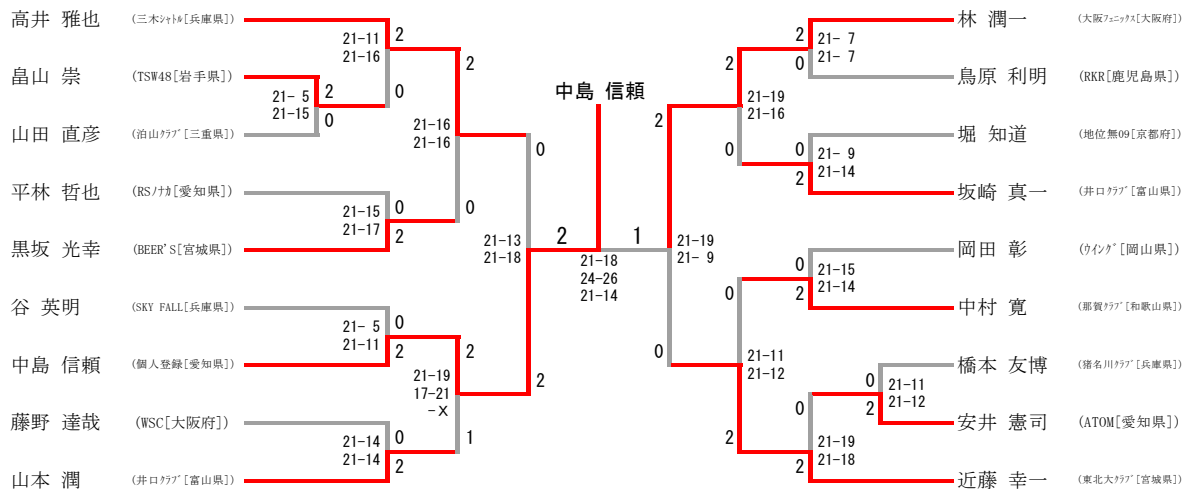 高井 雅也 (三木シャトル[兵庫県])
21-11 2
21-16
畠山 崇 (TSW48[岩手県])
2 0
21- 5
21-15 0
山田 直彦 (泊山クラブ[三重県])
2
21-16
21-16
平林 哲也 (RSノナカ[愛知県])
21-15 0 0
21-17 2
黒坂 光幸 (BEER'S[宮城県])
0
21-13
21-18
谷 英明 (SKY FALL[兵庫県])
21- 5 0
21-11 2 2
中島 信頼 (個人登録[愛知県])
21-19
17-21
-X
2
藤野 達哉 (WSC[大阪府])
21-14 0 1
21-14 2
山本 潤 (井口クラブ[富山県])
中島 信頼
2 1
21-18
24-26
21-14
林 潤一 (大阪フェニックス[大阪府])
2 21- 7
0 21- 7
鳥原 利明 (RKR[鹿児島県])
2
21-19
21-16
2
0
堀 知道 (地位無09[京都府])
0 21- 9
2 21-14
坂崎 真一 (井口クラブ[富山県])
21-19
21- 9
岡田 彰 (ウイング[岡山県])
0 21-15
2 21-14
中村 寛 (那賀クラブ[和歌山県])
0
21-11
21-12
0
橋本 友博 (猪名川クラブ[兵庫県])
0 21-11
2 21-12
安井 憲司 (ATOM[愛知県])
0
2
21-19
2 21-18
近藤 幸一 (東北大クラブ[宮城県])